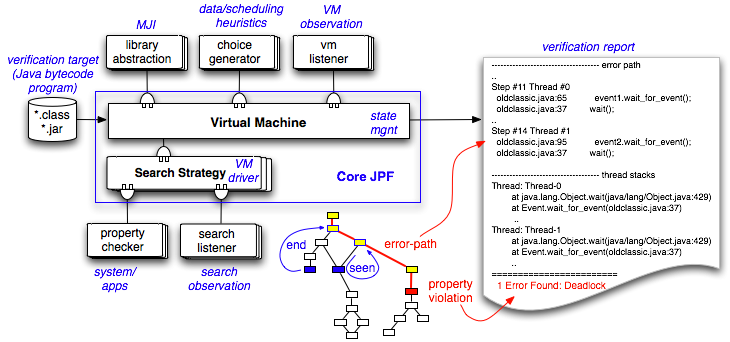 data/scheduling
heuristics
VM
observation
MJI
verification target
(Java bytecode
program)
library
abstraction
choice
generator
vm
listener
*.class
*.jar
Virtual Machine
state
mgnt
Search Strategy
VM
driver
Core JPF
property
checker
search
listener
system/
apps
search
observation
end
seen
error-path
property
violation
verification report
---------------------------------- error path
..
Step #11 Thread #0
oldclassic.java:65 event1.wait_for_event();
oldclassic.java:37 wait();
..
Step #14 Thread #1
oldclassic.java:95 event2.wait_for_event();
oldclassic.java:37 wait();
---------------------------------- thread stacks
Thread: Thread-0
at java.lang.Object.wait(java/lang/Object.java:429)
at Event.wait_for_event(oldclassic.java:37)
..
Thread: Thread-1
at java.lang.Object.wait(java/lang/Object.java:429)
at Event.wait_for_event(oldclassic.java:37)
..
========================
1 Error Found: Deadlock